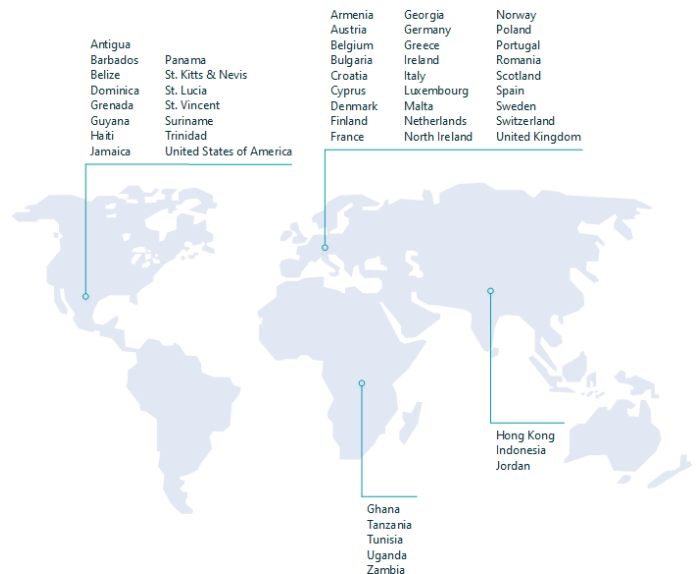 Antigua
Barbados
Belize
Dominica
Grenada
Guyana
Haiti
Jamaica
Panama
St. Kitts & Nevis
St. Lucia
St. Vincent
Suriname
Trinidad
United States of America
Armenia
Austria
Belgium
Bulgaria
Croatia
Cyprus
Denmark
Finland
France
Georgia
Germany
Greece
Ireland
Italy
Luxembourg
Malta
Netherlands
North Ireland
Norway
Poland
Portugal
Romania
Scotland
Spain
Sweden
Switzerland
United Kingdom
Hong Kong
Indonesia
Jordan
Ghana
Tanzania
Tunisia
Uganda
Zambia